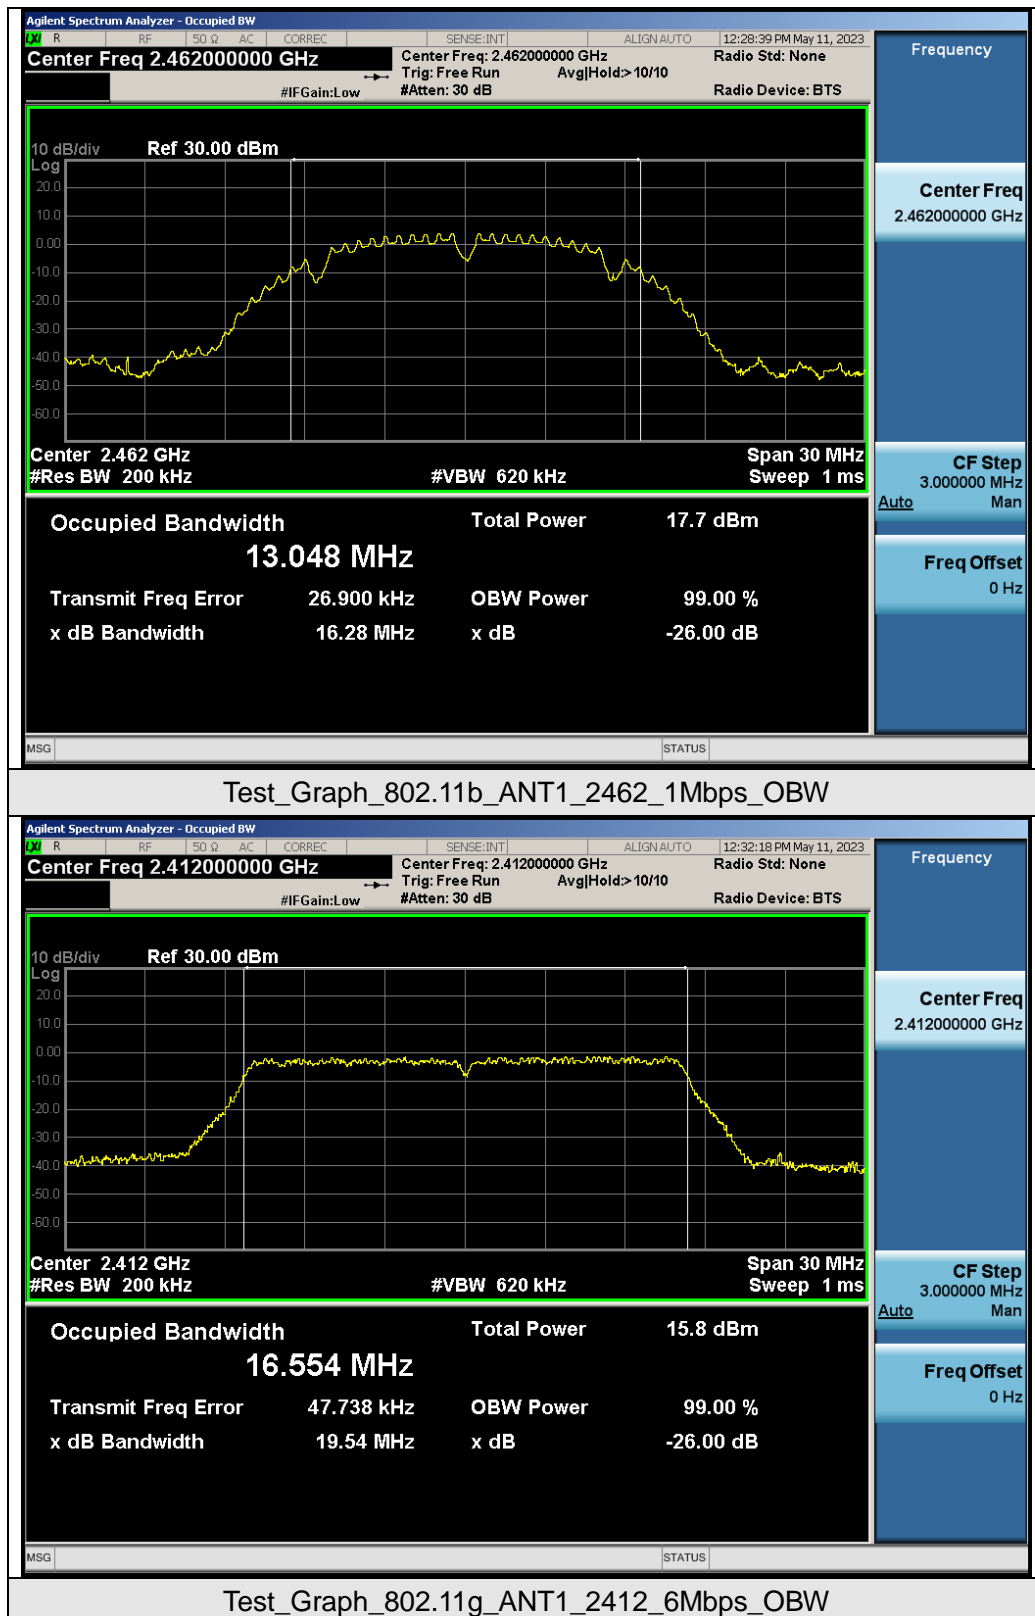 Agilent Spectrum Analyzer - Occupied BW
LXI R RF 50 Ω AC CORREC SENSE:INT ALIGN AUTO 12:28:39 PM May 11, 2023
Center Freq 2.462000000 GHz Center Freq: 2.462000000 GHz Radio Std: None
Trig: Free Run Avg|Hold:> 10/10
#IFGain:Low #Atten: 30 dB Radio Device: BTS
Frequency
10 dB/div Ref 30.00 dBm
Log
20.0
10.0
0.00
-10.0
-20.0
-30.0
-40.0
-50.0
-60.0
Center 2.462 GHz Span 30 MHz
#Res BW 200 kHz #VBW 620 kHz Sweep 1 ms
Center Freq
2.462000000 GHz
CF Step
3.000000 MHz
Auto Man
Freq Offset
0 Hz
Occupied Bandwidth Total Power 17.7 dBm
13.048 MHz
Transmit Freq Error 26.900 kHz OBW Power 99.00 %
x dB Bandwidth 16.28 MHz x dB -26.00 dB
MSG STATUS
Test_Graph_802.11b_ANT1_2462_1Mbps_OBW
Agilent Spectrum Analyzer - Occupied BW
LXI R RF 50 Ω AC CORREC SENSE:INT ALIGN AUTO 12:32:18 PM May 11, 2023
Center Freq 2.412000000 GHz Center Freq: 2.412000000 GHz Radio Std: None
Trig: Free Run Avg|Hold:> 10/10
#IFGain:Low #Atten: 30 dB Radio Device: BTS
Frequency
10 dB/div Ref 30.00 dBm
Log
20.0
10.0
0.00
-10.0
-20.0
-30.0
-40.0
-50.0
-60.0
Center 2.412 GHz Span 30 MHz
#Res BW 200 kHz #VBW 620 kHz Sweep 1 ms
Center Freq
2.412000000 GHz
CF Step
3.000000 MHz
Auto Man
Freq Offset
0 Hz
Occupied Bandwidth Total Power 15.8 dBm
16.554 MHz
Transmit Freq Error 47.738 kHz OBW Power 99.00 %
x dB Bandwidth 19.54 MHz x dB -26.00 dB
MSG STATUS
Test_Graph_802.11g_ANT1_2412_6Mbps_OBW